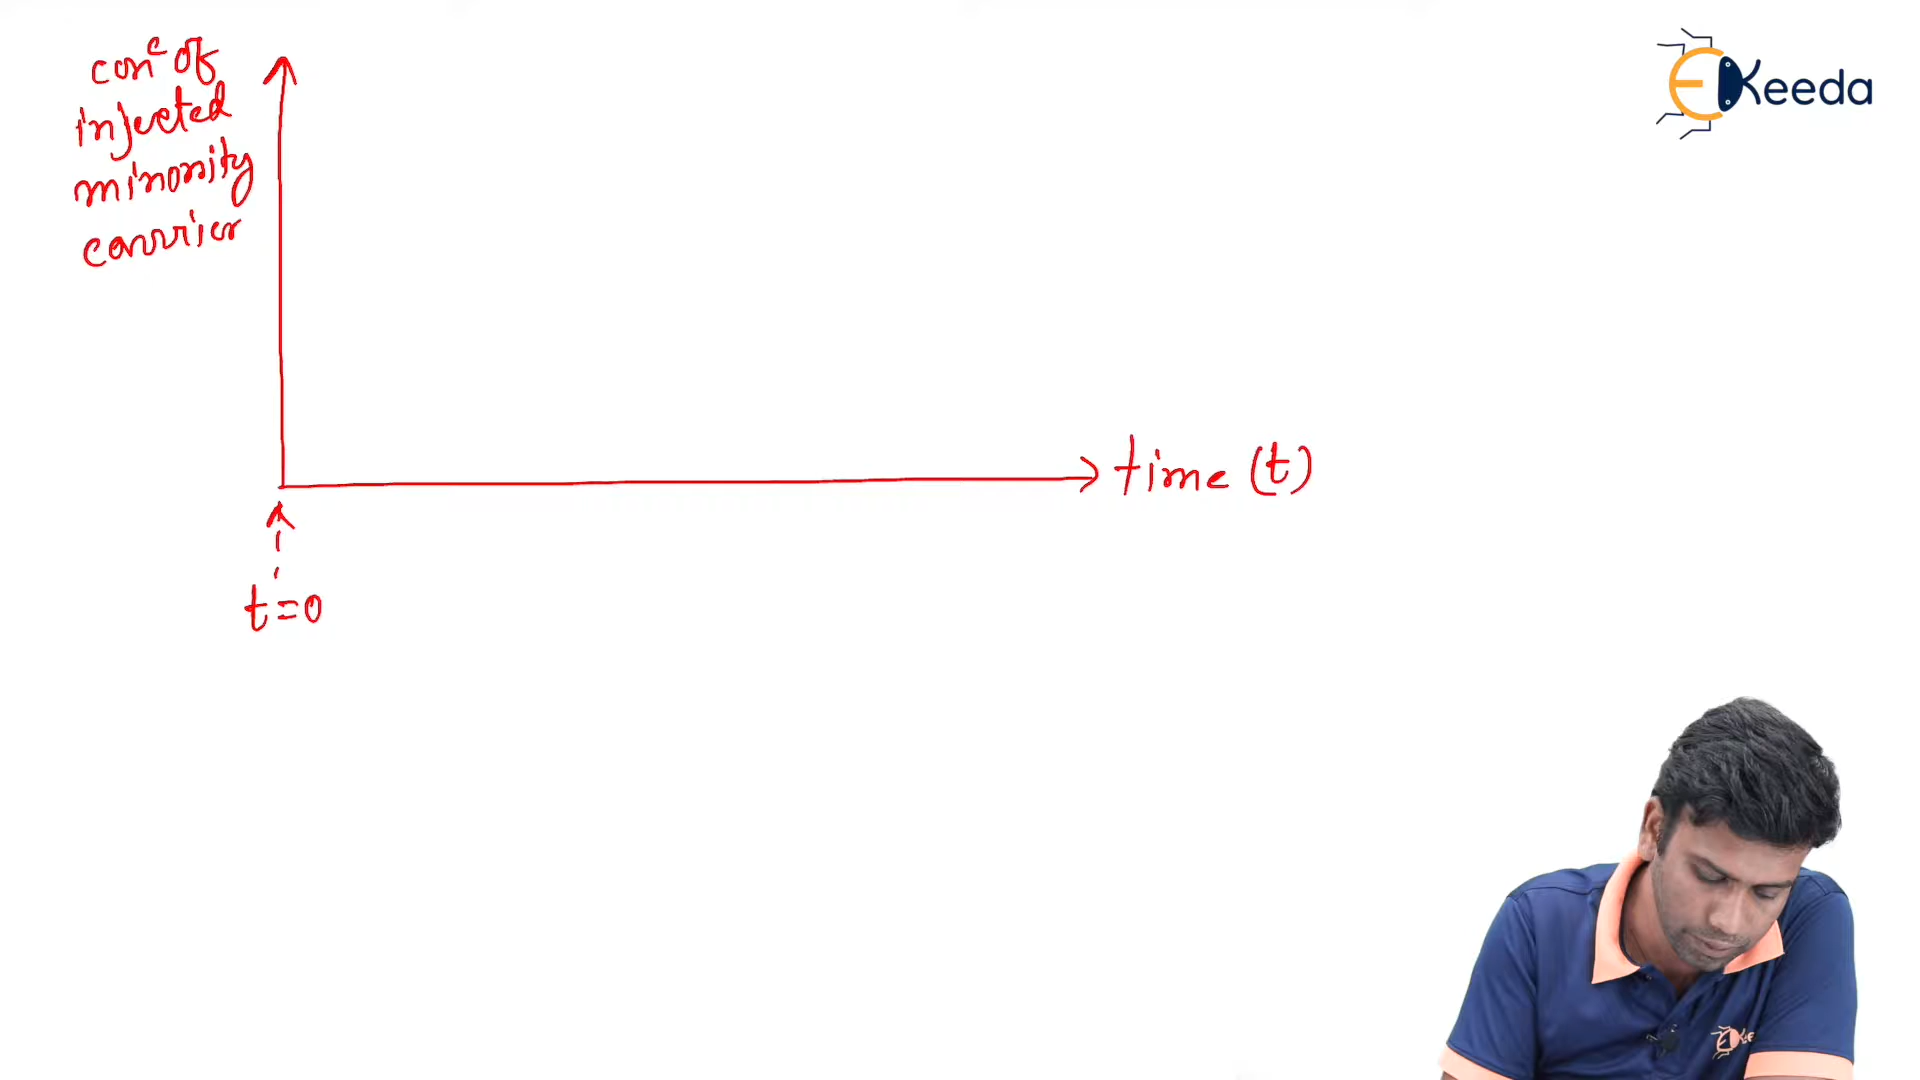 conᶜ of
injected
minority
carrier
EKeeda
time (t)
t=0